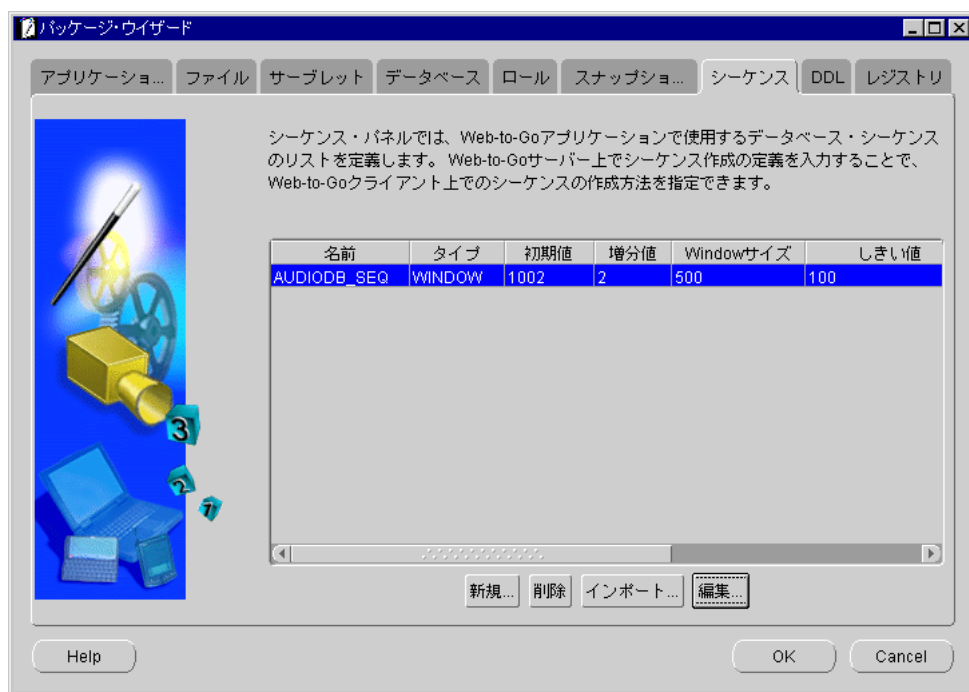 パッケージ・ウイザード
アプリケーショ... ファイル サーブレット データベース ロール スナップショ... シーケンス DDL レジストリ
シーケンス・パネルでは、Web-to-Goアプリケーションで使用するデータベース・シーケンス
のリストを定義します。 Web-to-Goサーバー上でシーケンス作成の定義を入力することで、
Web-to-Goクライアント上でのシーケンスの作成方法を指定できます。
名前 タイプ 初期値 増分値 Windowサイズ しきい値
AUDIODB_SEQ WINDOW 1002 2 500 100
3
2
1
新規... 削除 インポート... 編集...
Help OK Cancel